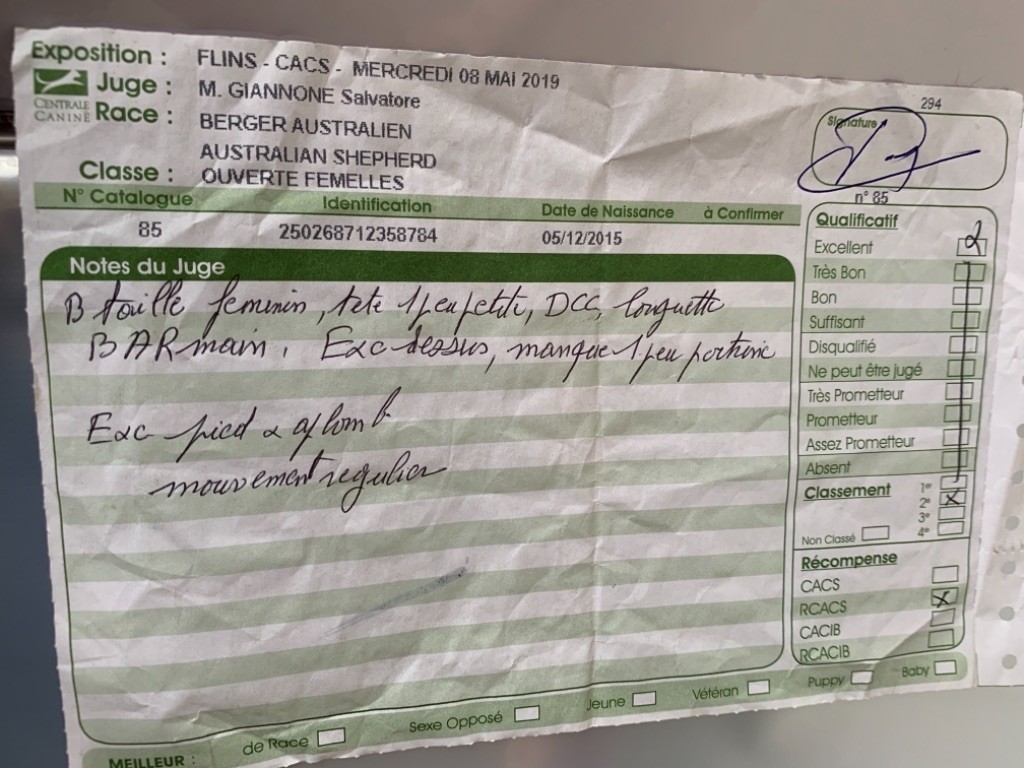 Exposition : FLINS - CACS - MERCREDI 08 MAI 2019
Juge : M. GIANNONE Salvatore
CENTRALE CANINE
Race : BERGER AUSTRALIEN
AUSTRALIAN SHEPHERD
Classe : OUVERTE FEMELLES
294
Signature
N° Catalogue Identification Date de Naissance à Confirmer
85 250268712358784 05/12/2015
n° 85
Notes du Juge
B taille feminin, tete 1 peu petite, DCC, longuette
B AR main. Exc dessus, manque 1 peu
Exc pied & aplomb
mouvement regulier
Qualificatif
Excellent 2
Très Bon
Bon
Suffisant
Disqualifié
Ne peut être jugé
Très Prometteur
Prometteur
Assez Prometteur
Absent
Classement 1e
2e X
3e
4e
Non Classé
Récompense
CACS
RCACS X
CACIB
RCACIB
MEILLEUR : de Race Sexe Opposé Jeune Vétéran Puppy Baby